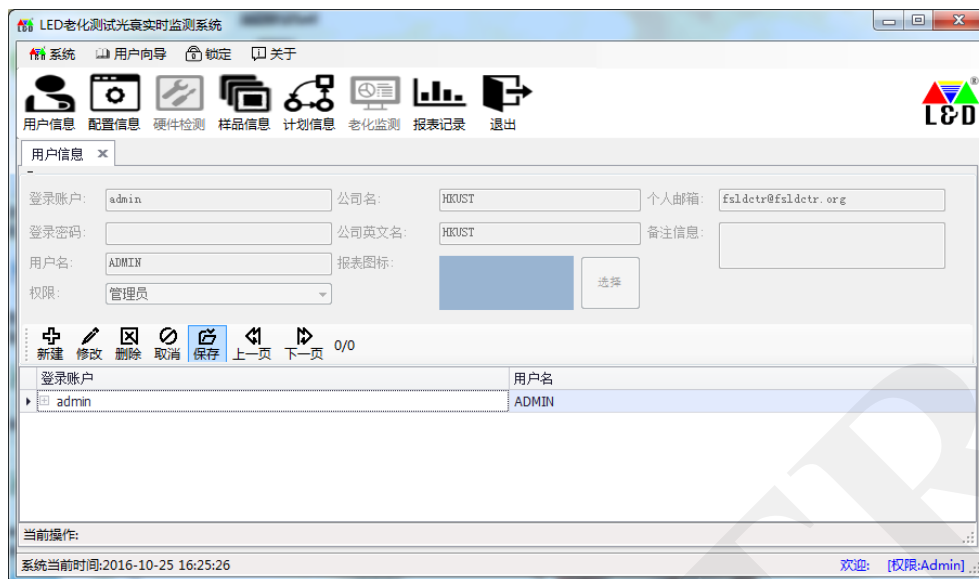 LED老化测试光衰实时监测系统
系统 用户向导 锁定 关于
用户信息 配置信息 硬件检测 样品信息 计划信息 老化监测 报表记录 退出
L&D
用户信息
登录账户: admin 公司名: HKUST 个人邮箱: fsldctr@fsldctr.org
登录密码: 公司英文名: HKUST 备注信息:
用户名: ADMIN 报表图标: 选择
权限: 管理员
新建 修改 删除 取消 保存 上一页 下一页 0/0
登录账户 用户名
admin ADMIN
当前操作:
系统当前时间:2016-10-25 16:25:26 欢迎: [权限:Admin]